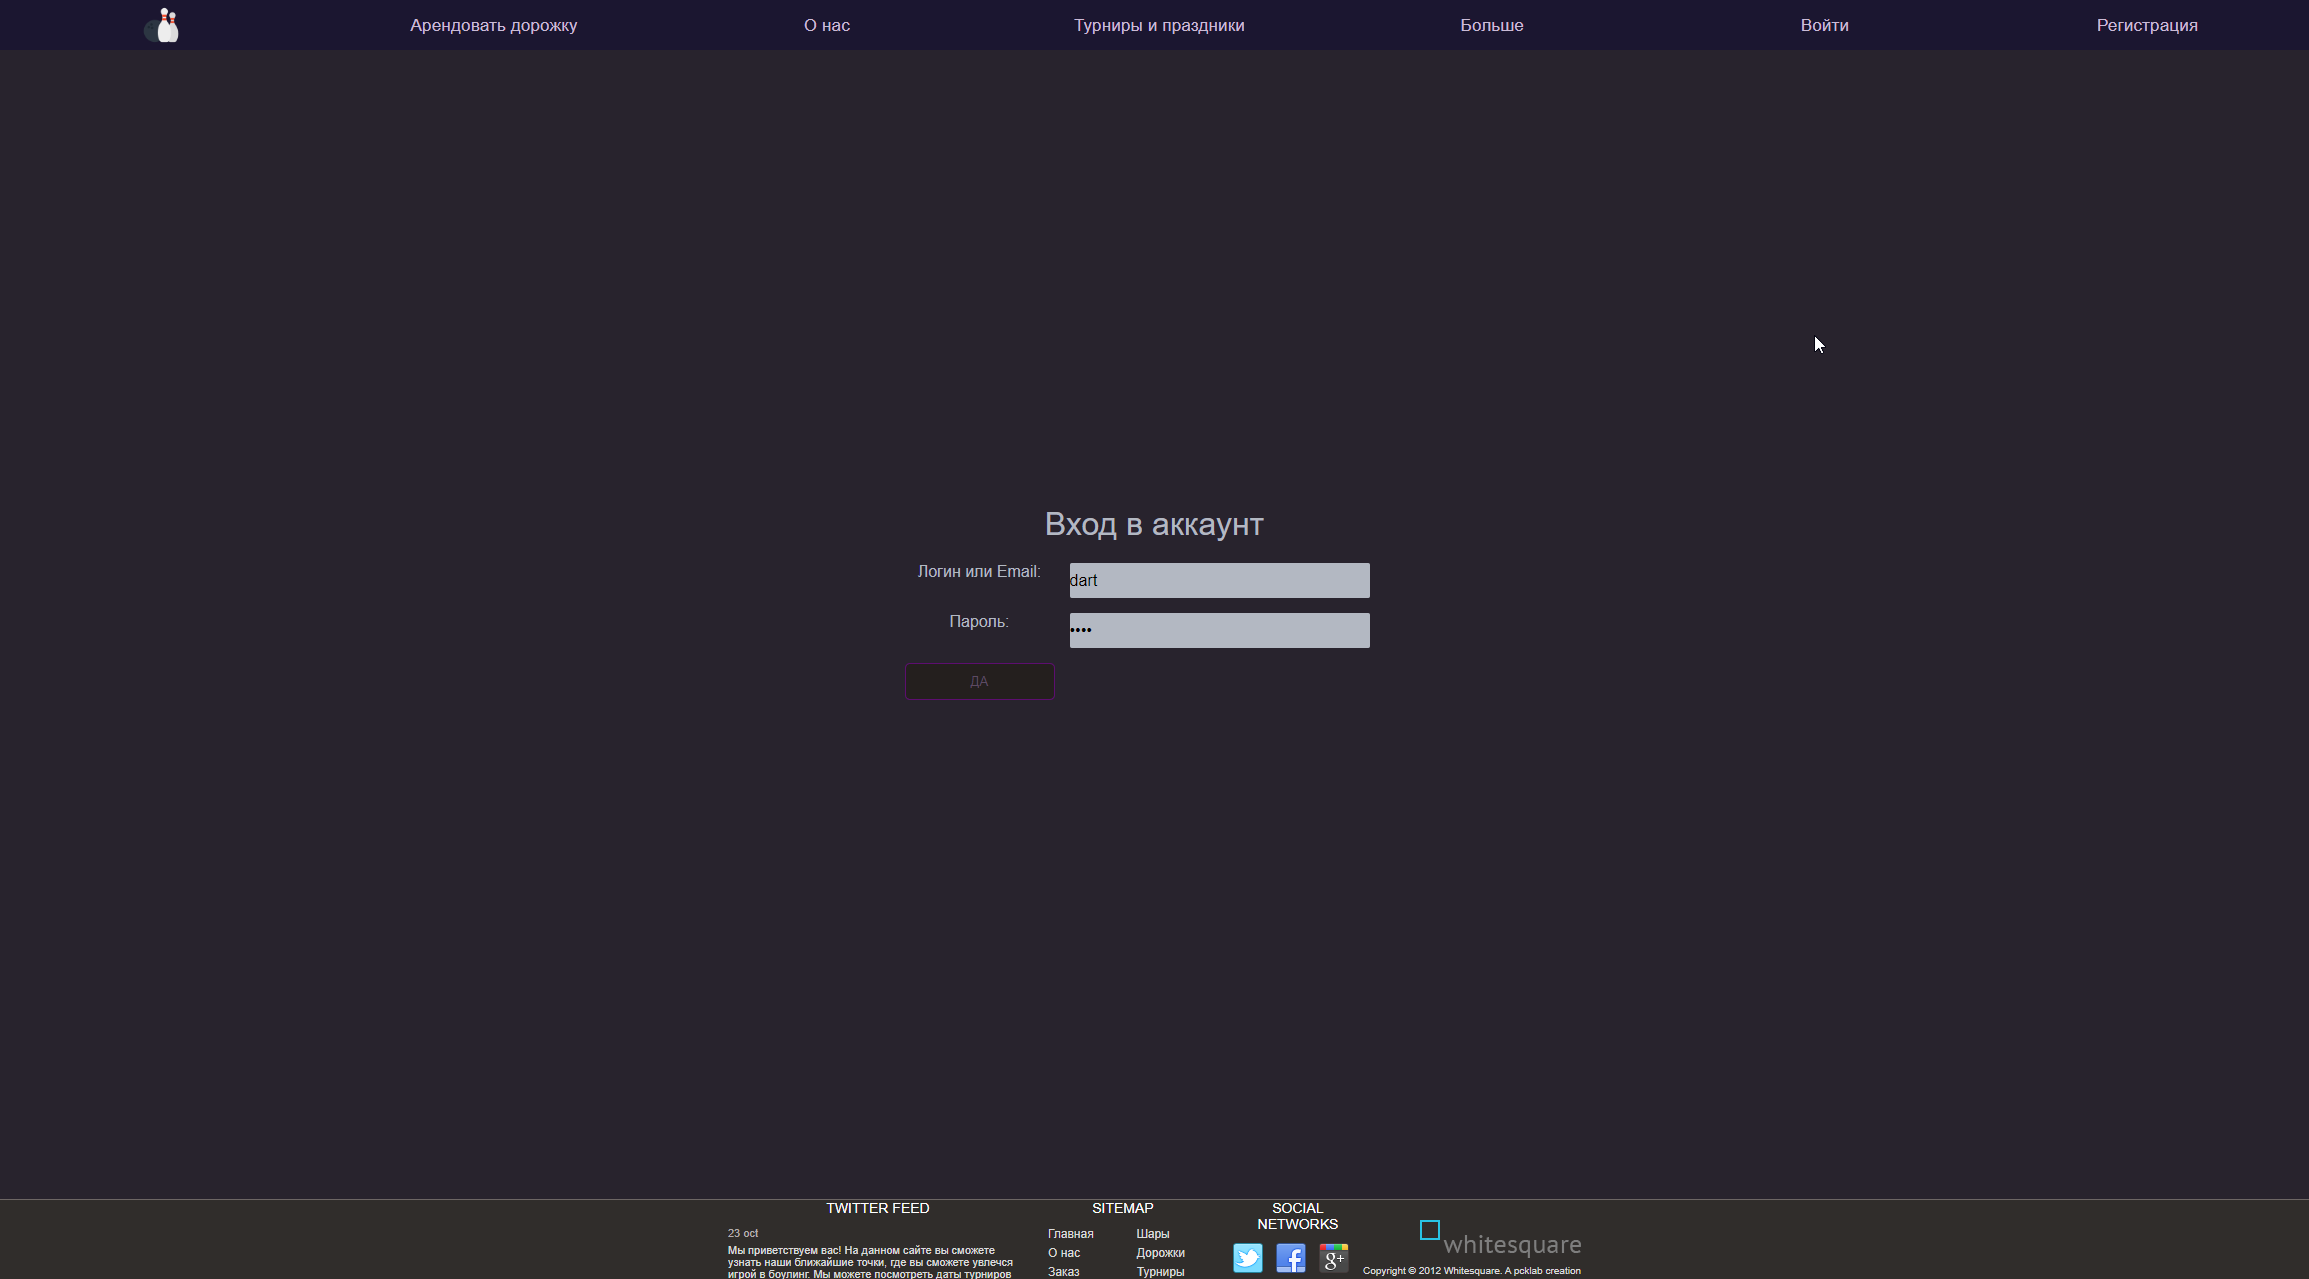 Арендовать дорожку
О нас
Турниры и праздники
Больше
Войти
Регистрация
Вход в аккаунт
Логин или Email:
dart
Пароль:
••••
ДА
TWITTER FEED
23 oct
Мы приветствуем вас! На данном сайте вы сможете
узнать наши ближайшие точки, где вы сможете увлечся
игрой в боулинг. Мы можете посмотреть даты турниров
SITEMAP
Главная
Шары
О нас
Дорожки
Заказ
Турниры
SOCIAL
NETWORKS
whitesquare
Copyright © 2012 Whitesquare. A pcklab creation